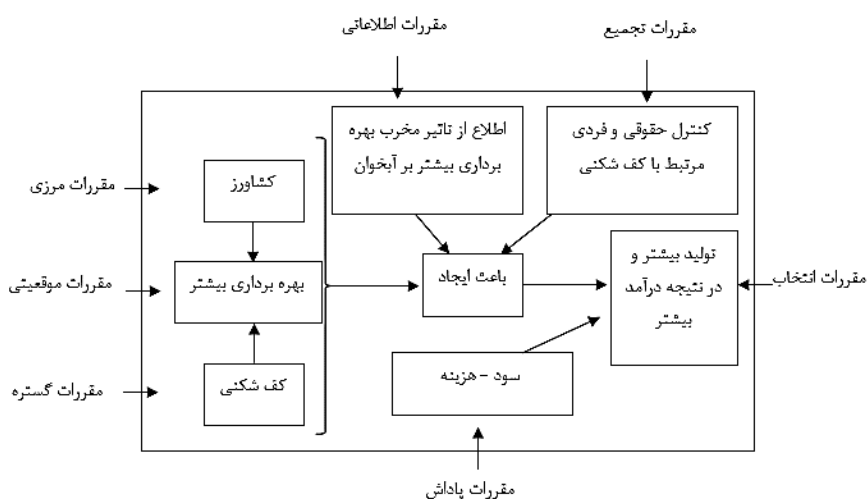 مقررات تجمیع
مقررات اطلاعاتی
کنترل حقوقی و فردی
مرتبط با کف شکنی
اطلاع از تاثیر مخرب بهره
برداری بیشتر بر آبخوان
مقررات مرزی
کشاورز
مقررات موقعیتی
بهره برداری بیشتر
مقررات گستره
کف شکنی
باعث ایجاد
تولید بیشتر و
در نتیجه درآمد
بیشتر
مقررات انتخاب
سود – هزینه
مقررات پاداش